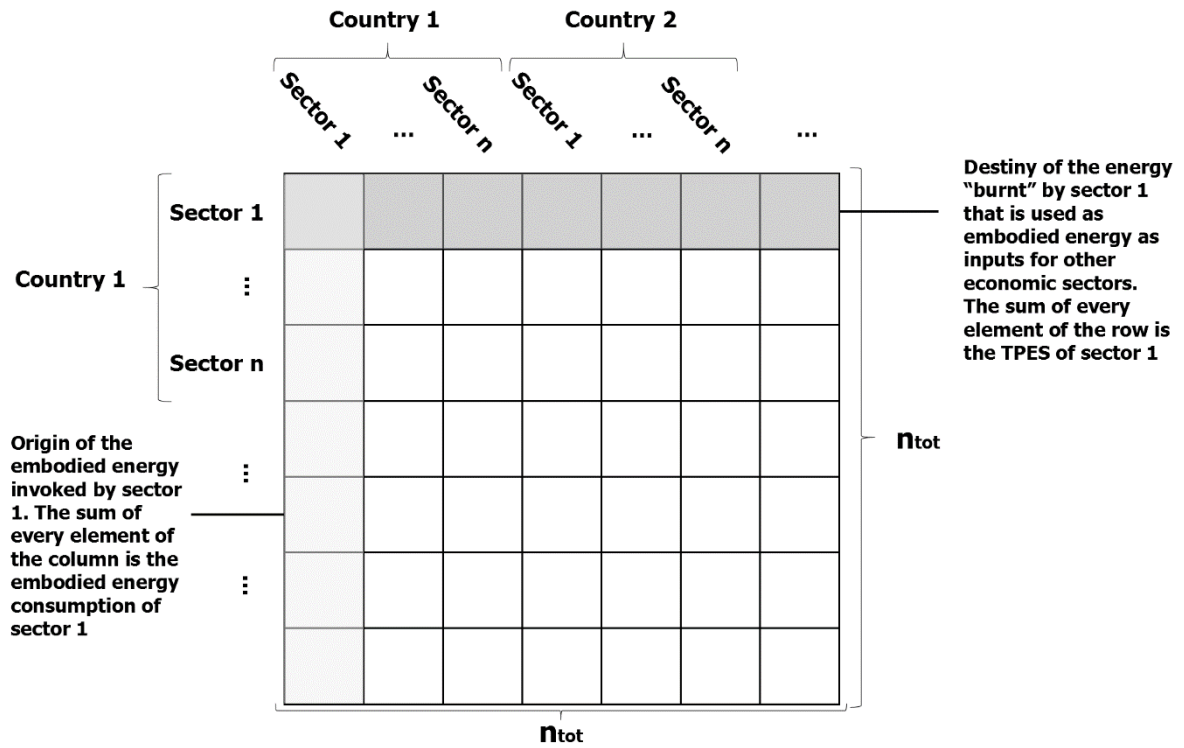 Country 1
Country 2
Sector 1
...
Sector n
Sector 1
...
Sector n
...
Country 1
Sector 1
...
Sector n
...
...
Destiny of the energy
“burnt” by sector 1
that is used as
embodied energy as
inputs for other
economic sectors.
The sum of every
element of the row is
the TPES of sector 1
Origin of the
embodied energy
invoked by sector
1. The sum of
every element of
the column is the
embodied energy
consumption of
sector 1
ntot
ntot